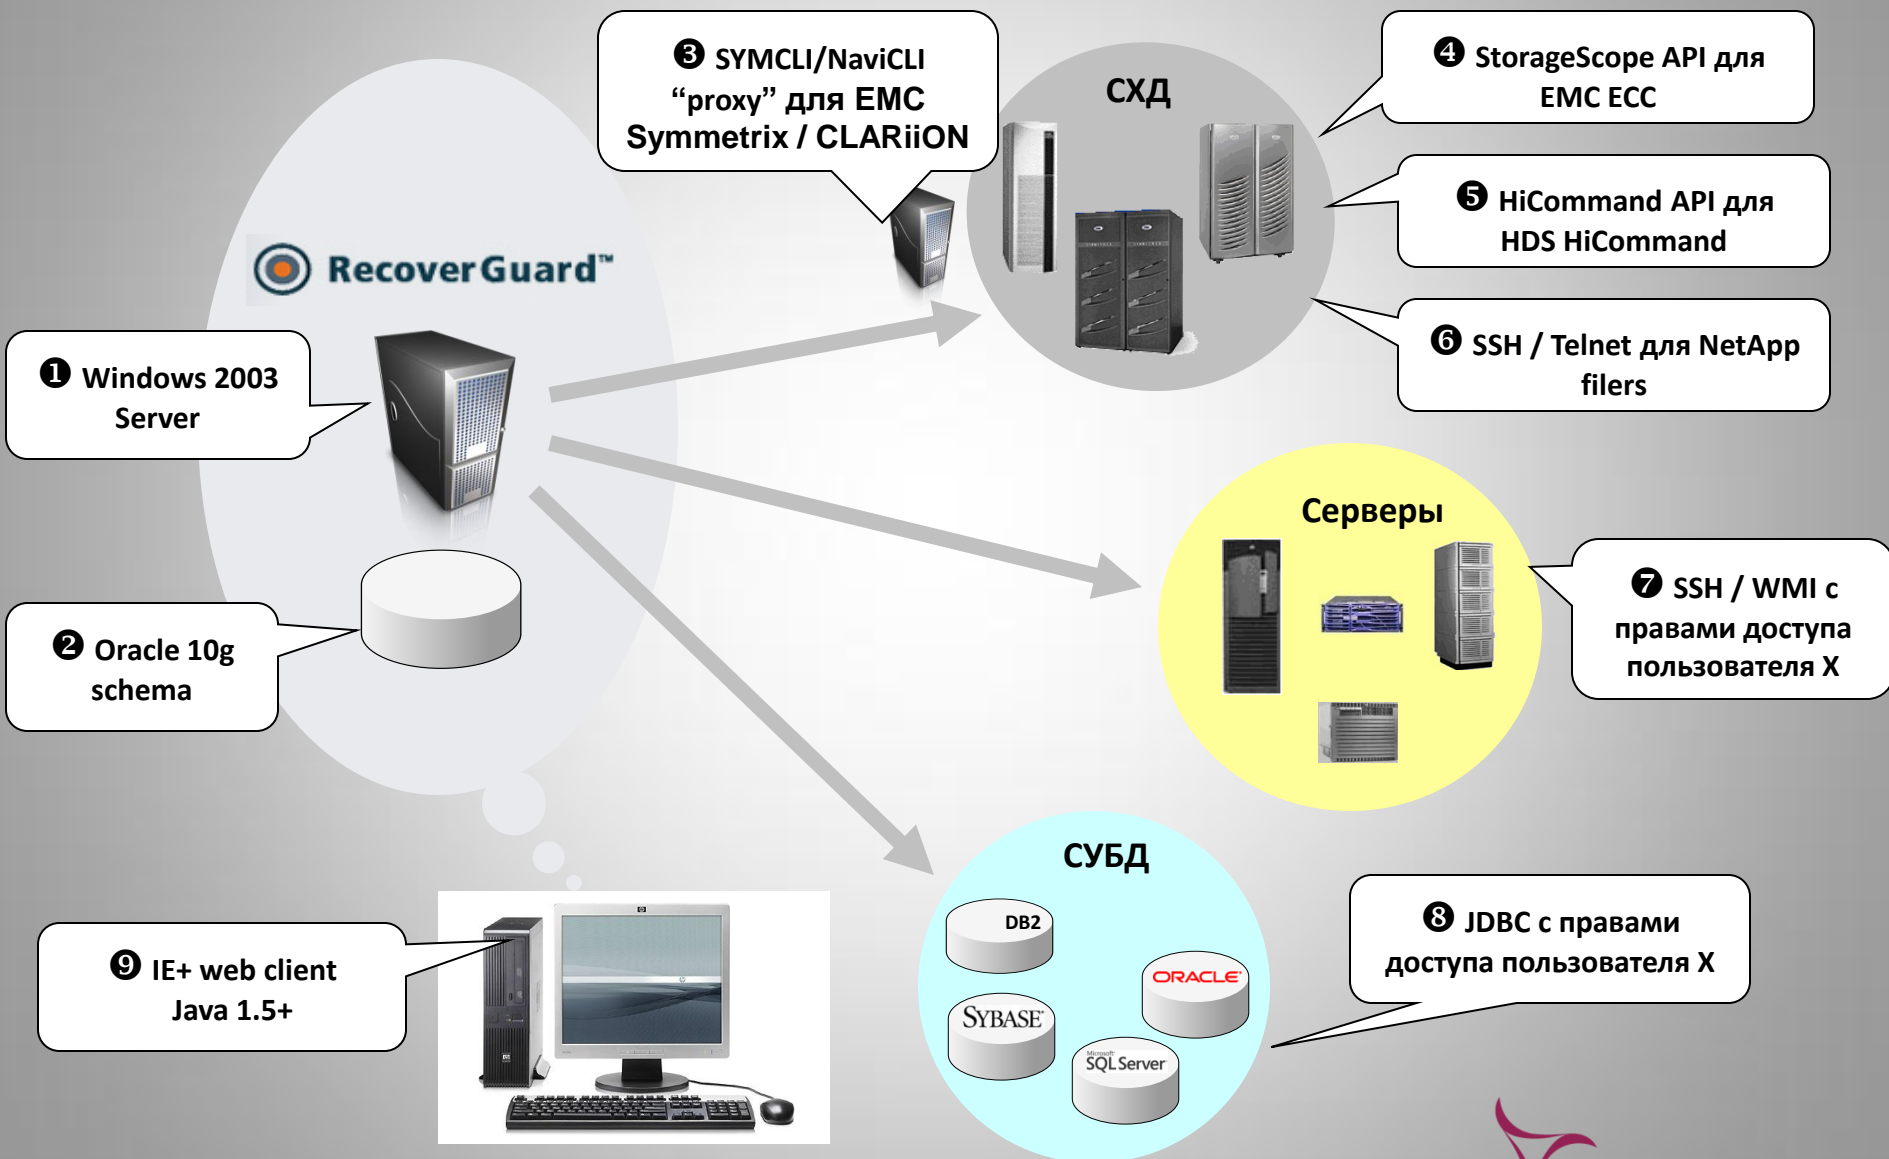 ❸ SYMCLI/NaviCLI
“proxy” для EMC
Symmetrix / CLARiiON
СХД
❹ StorageScope API для
EMC ECC
❺ HiCommand API для
HDS HiCommand
❻ SSH / Telnet для NetApp
filers
RecoverGuard™
❶ Windows 2003
Server
❷ Oracle 10g
schema
Серверы
❼ SSH / WMI с
правами доступа
пользователя X
СУБД
DB2
ORACLE
SYBASE
Microsoft
SQL Server
❽ JDBC с правами
доступа пользователя X
❾ IE+ web client
Java 1.5+